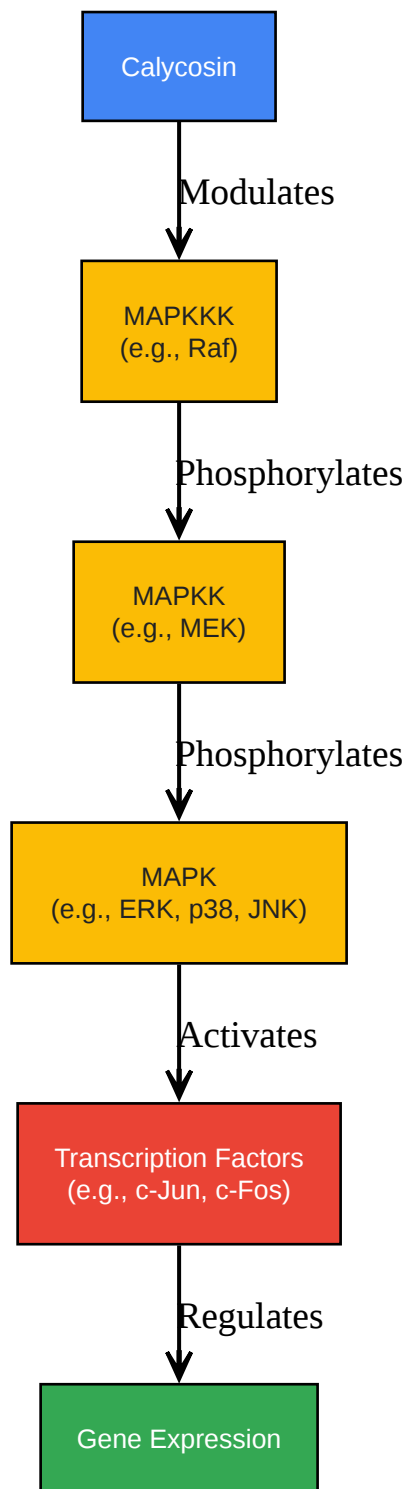 Calycosin
Modulates
MAPKKK
(e.g., Raf)
Phosphorylates
MAPKK
(e.g., MEK)
Phosphorylates
MAPK
(e.g., ERK, p38, JNK)
Activates
Transcription Factors
(e.g., c-Jun, c-Fos)
Regulates
Gene Expression